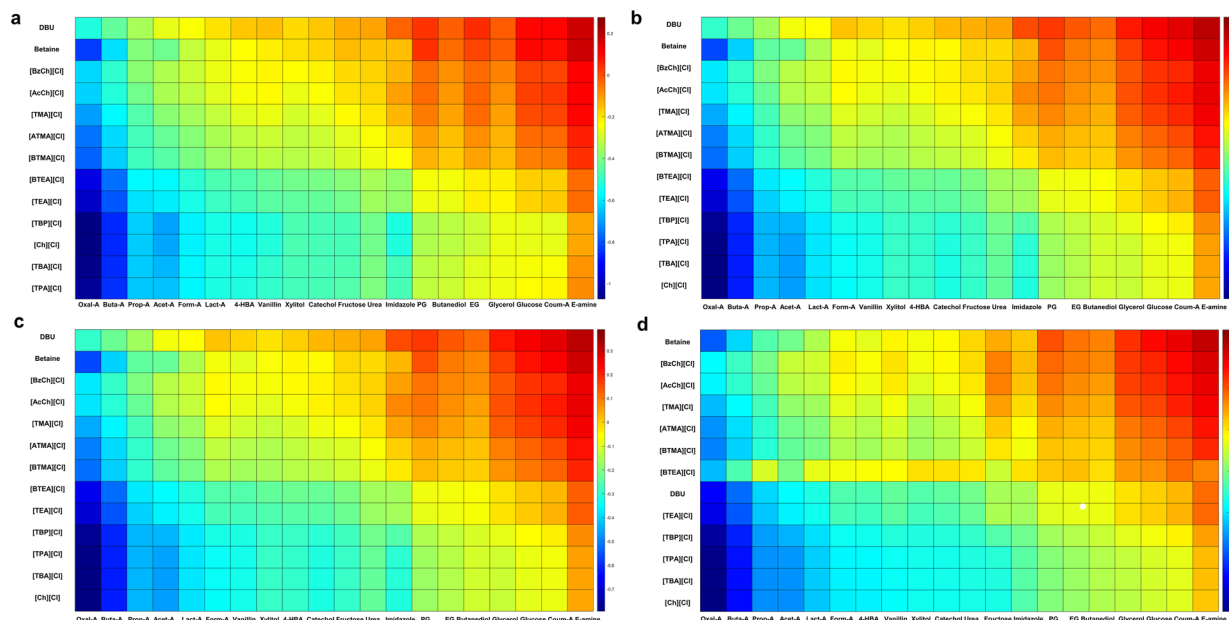 a
DBU
Betaine
[BzCh][Cl]
[AcCh][Cl]
[TMA][Cl]
[ATMA][Cl]
[BTMA][Cl]
[BTEA][Cl]
[TEA][Cl]
[TBP][Cl]
[Ch][Cl]
[TBA][Cl]
[TPA][Cl]
Oxal-A Buta-A Prop-A Acet-A Form-A Lact-A 4-HBA Vanillin Xylitol Catechol Fructose Urea Imidazole PG Butanediol EG Glycerol Glucose Coum-A E-amine
0.2
0
-0.2
-0.4
-0.6
-0.8
-1
b
DBU
Betaine
[BzCh][Cl]
[AcCh][Cl]
[TMA][Cl]
[ATMA][Cl]
[BTMA][Cl]
[BTEA][Cl]
[TEA][Cl]
[TBP][Cl]
[TPA][Cl]
[TBA][Cl]
[Ch][Cl]
Oxal-A Buta-A Prop-A Acet-A Lact-A Form-A Vanillin Xylitol 4-HBA Catechol Fructose Urea Imidazole PG EG Butanediol Glycerol Glucose Coum-A E-amine
c
DBU
Betaine
[BzCh][Cl]
[AcCh][Cl]
[TMA][Cl]
[ATMA][Cl]
[BTMA][Cl]
[BTEA][Cl]
[TEA][Cl]
[TBP][Cl]
[TPA][Cl]
[TBA][Cl]
[Ch][Cl]
Oxal-A Buta-A Prop-A Acet-A Lact-A Form-A Vanillin Xylitol 4-HBA Catechol Fructose Urea Imidazole PG EG Butanediol Glycerol Glucose Coum-A E-amine
0.3
0.2
0.1
0
-0.1
-0.2
-0.3
-0.4
-0.5
-0.6
-0.7
d
Betaine
[BzCh][Cl]
[AcCh][Cl]
[TMA][Cl]
[ATMA][Cl]
[BTMA][Cl]
[BTEA][Cl]
DBU
[TEA][Cl]
[TBP][Cl]
[TPA][Cl]
[TBA][Cl]
[Ch][Cl]
Oxal-A Buta-A Prop-A Acet-A Lact-A Form-A 4-HBA Vanillin Xylitol Catechol Urea Fructose Imidazole PG EG Butanediol Glycerol Glucose Coum-A E-amine